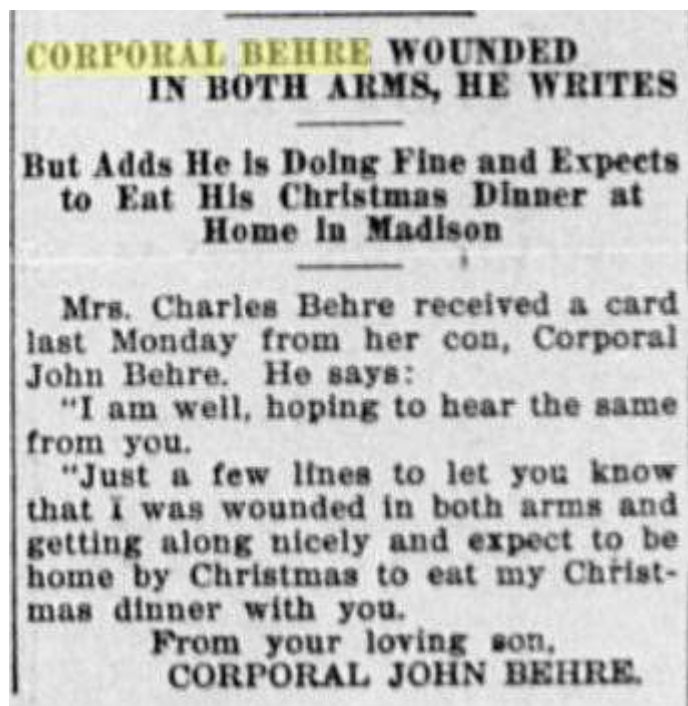 CORPORAL BEHRE WOUNDED
IN BOTH ARMS, HE WRITES
But Adds He is Doing Fine and Expects
to Eat His Christmas Dinner at
Home in Madison
Mrs. Charles Behre received a card
last Monday from her con, Corporal
John Behre. He says:
"I am well, hoping to hear the same
from you.
"Just a few lines to let you know
that I was wounded in both arms and
getting along nicely and expect to be
home by Christmas to eat my Christ-
mas dinner with you.
From your loving son,
CORPORAL JOHN BEHRE.